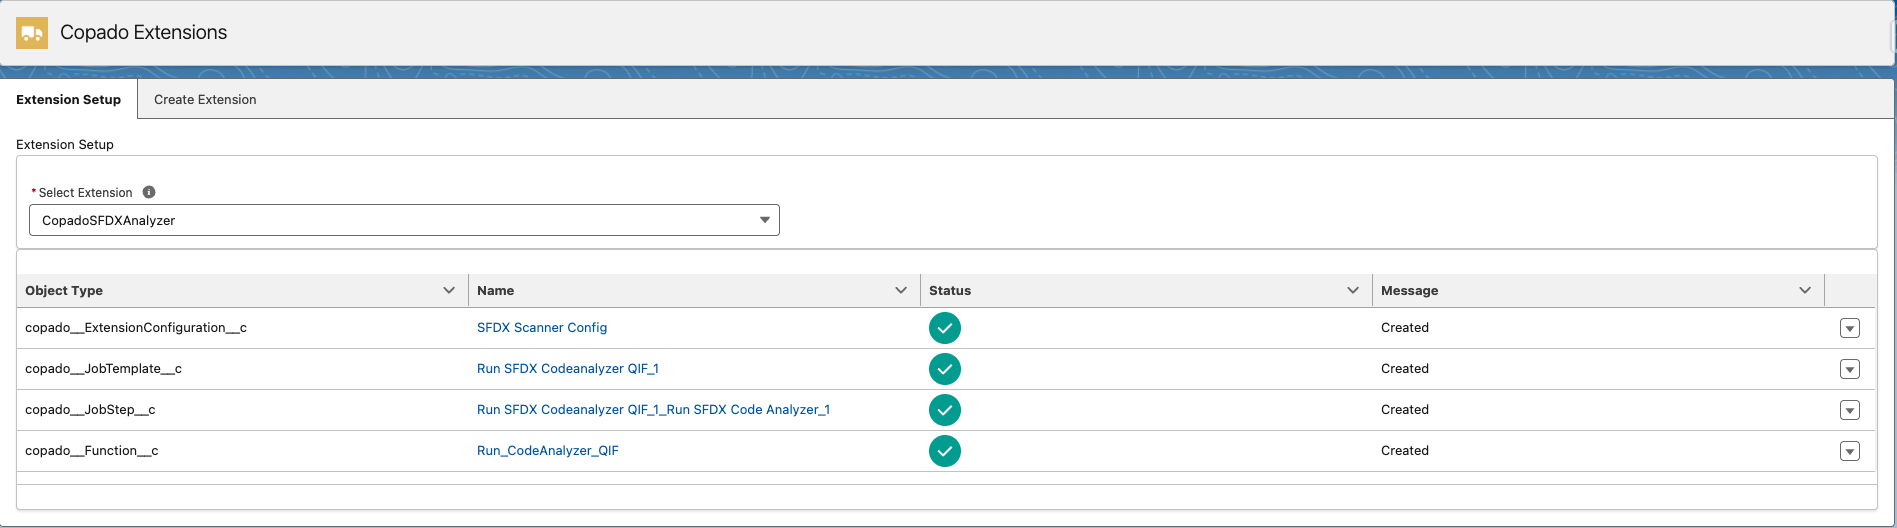 Copado Extensions
Extension Setup Create Extension
Extension Setup
* Select Extension
CopadoSFDXAnalyzer
Object Type Name Status Message
copado__ExtensionConfiguration__c SFDX Scanner Config Created
copado__JobTemplate__c Run SFDX Codeanalyzer QIF_1 Created
copado__JobStep__c Run SFDX Codeanalyzer QIF_1_Run SFDX Code Analyzer_1 Created
copado__Function__c Run_CodeAnalyzer_QIF Created